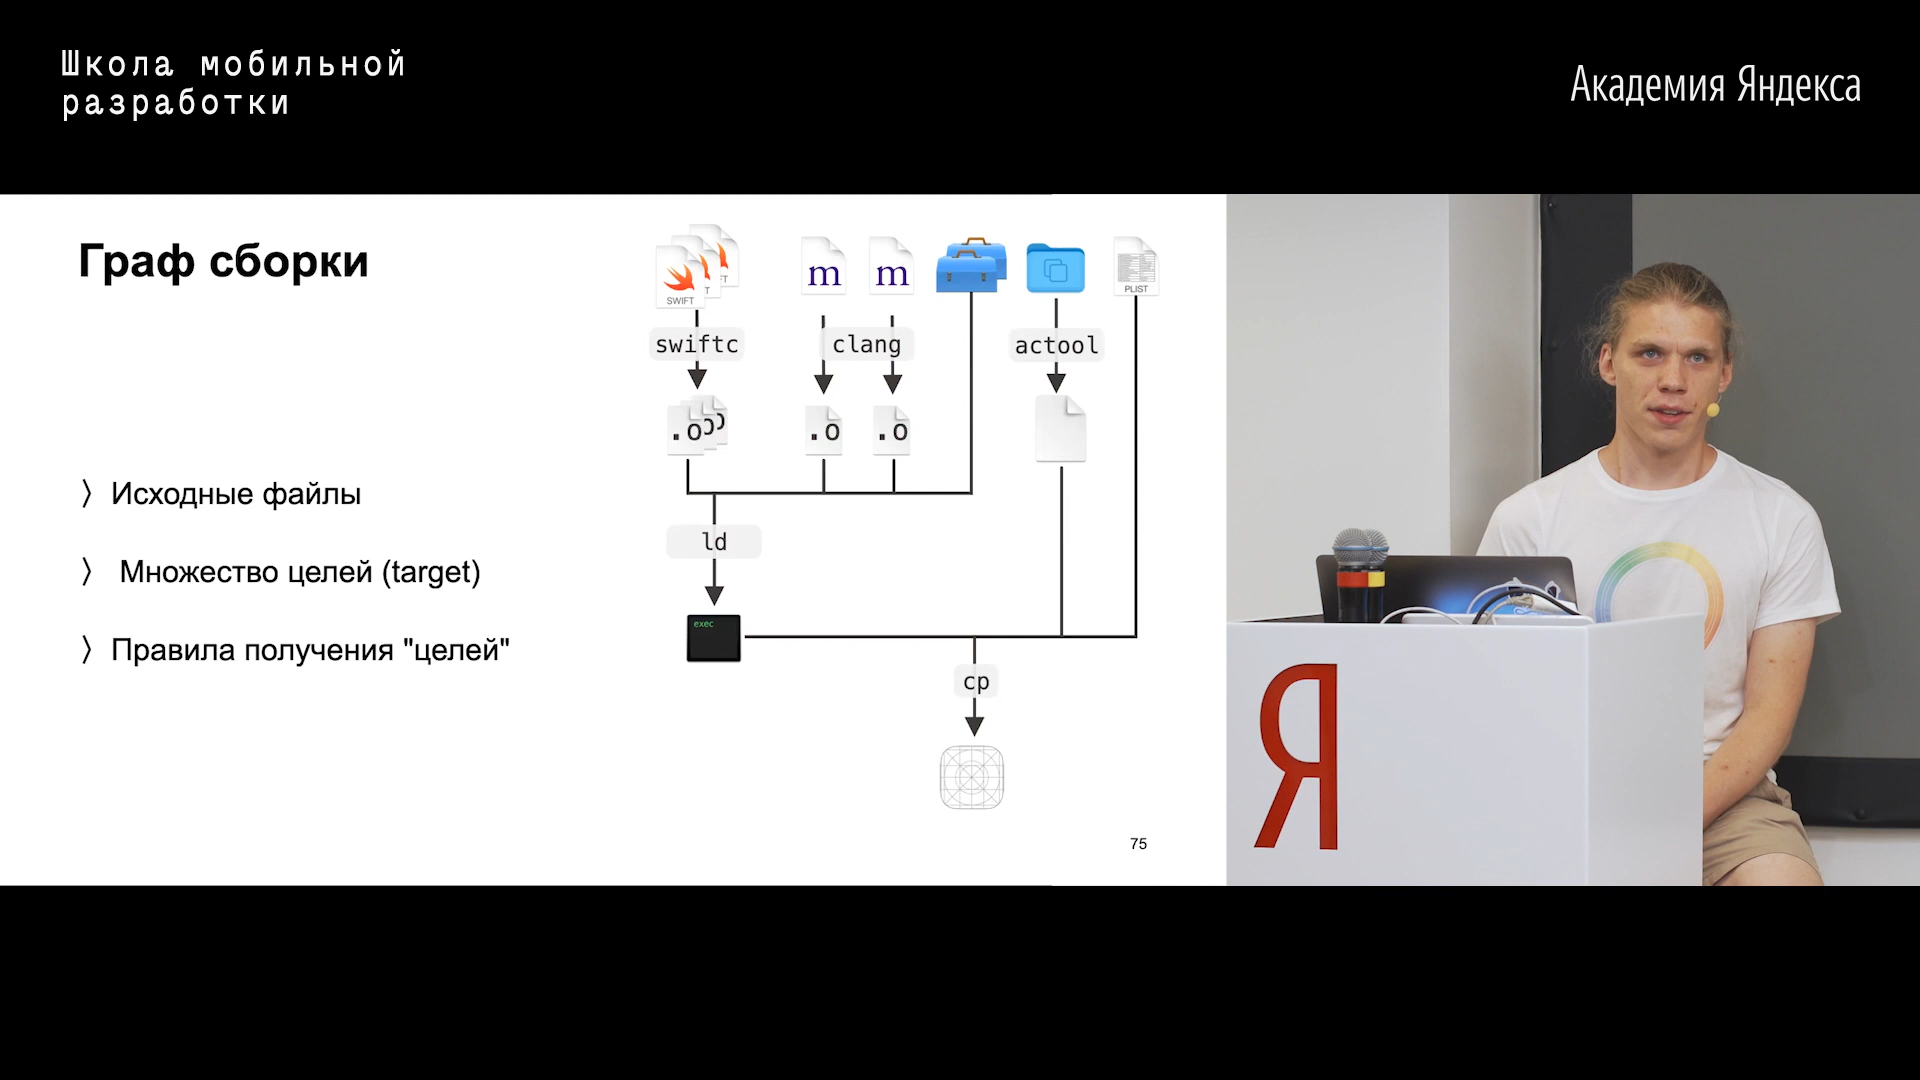 Школа мобильной
разработки
Академия Яндекса
Граф сборки
〉 Исходные файлы
〉 Множество целей (target)
〉 Правила получения "целей"
SWIFT
m
m
PLIST
swiftc
clang
actool
.o
.o
.o
ld
exec
cp
75
Я